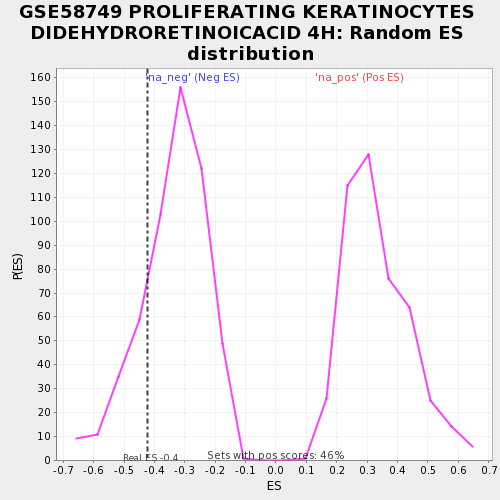 GSE58749 PROLIFERATING KERATINOCYTES
DIDEHYDRORETINOICACID 4H: Random ES
distribution
'na_neg' (Neg ES)
'na_pos' (Pos ES)
160
150
140
130
120
110
100
90
80
70
60
50
40
30
20
10
0
P(ES)
Real ES -0.4
Sets with pos scores: 46%
-0.7 -0.6 -0.5 -0.4 -0.3 -0.2 -0.1 0.0 0.1 0.2 0.3 0.4 0.5 0.6 0.7
ES